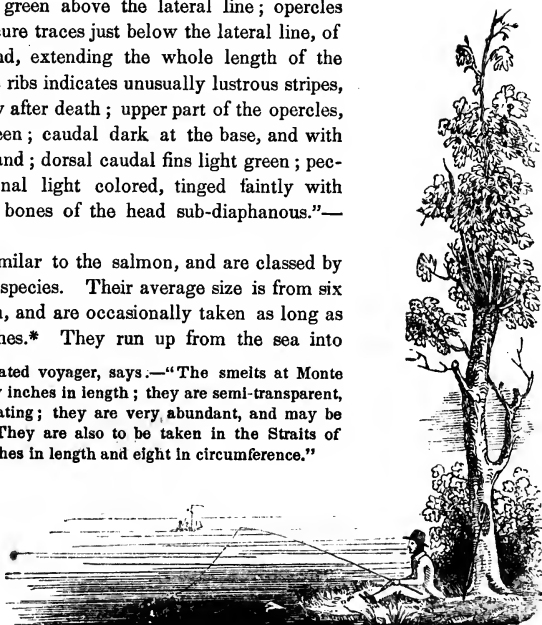 green above the lateral line; opercles
ure traces just below the lateral line, of
nd, extending the whole length of the
ribs indicates unusually lustrous stripes,
after death; upper part of the opercles,
een; caudal dark at the base, and with
and; dorsal caudal fins light green; pec-
nal light colored, tinged faintly with
bones of the head sub-diaphanous."—
milar to the salmon, and are classed by
species. Their average size is from six
, and are occasionally taken as long as
hes.* They run up from the sea into
ated voyager, says:—"The smelts at Monte
inches in length; they are semi-transparent,
ating; they are very abundant, and may be
They are also to be taken in the Straits of
hes in length and eight in circumference."